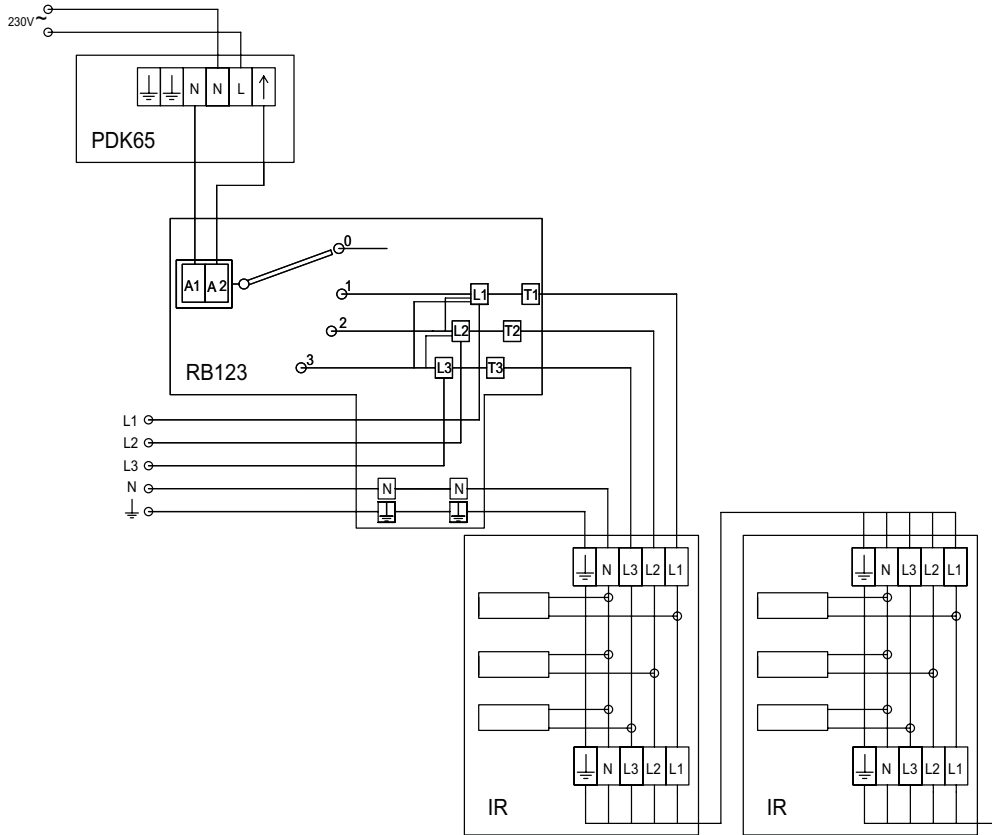 230V~
N N L ↑
PDK65
0
A1 A2
1 L1 T1
2 L2 T2
3 L3 T3
RB123
L1
L2
L3
N N N
N L3 L2 L1
N L3 L2 L1
N L3 L2 L1
N L3 L2 L1
IR IR